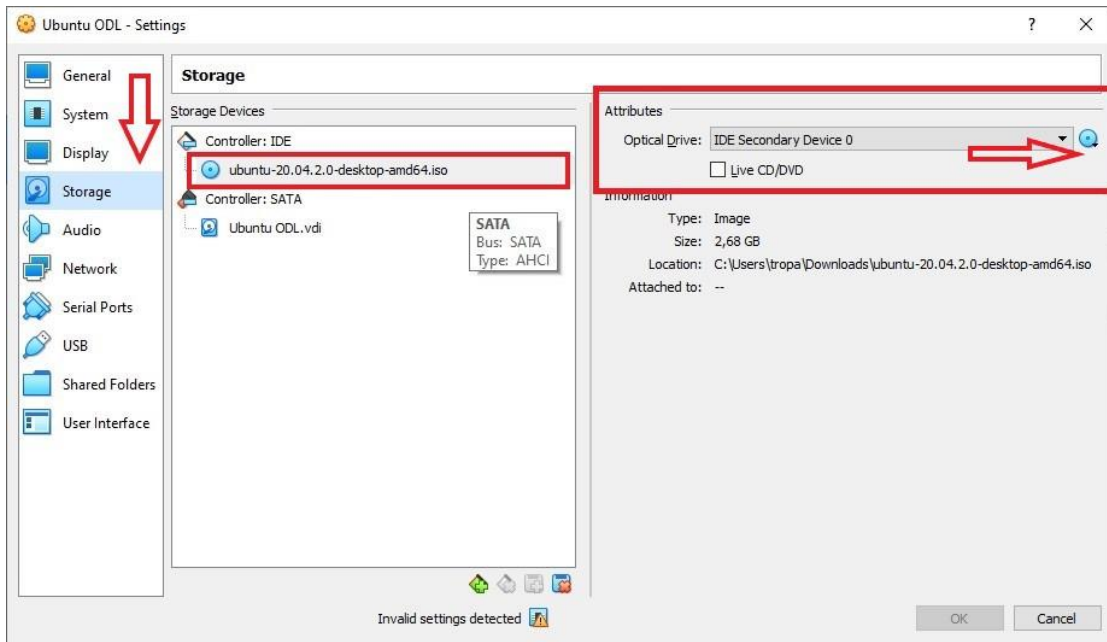 Ubuntu ODL - Settings
?
General
System
Display
Storage
Audio
Network
Serial Ports
USB
Shared Folders
User Interface
Storage
Storage Devices
Controller: IDE
ubuntu-20.04.2.0-desktop-amd64.iso
Controller: SATA
Ubuntu ODL.vdi
SATA
Bus: SATA
Type: AHCI
Attributes
Optical Drive: IDE Secondary Device 0
Live CD/DVD
Information
Type: Image
Size: 2,68 GB
Location: C:\Users\tropa\Downloads\ubuntu-20.04.2.0-desktop-amd64.iso
Attached to: --
Invalid settings detected
OK
Cancel